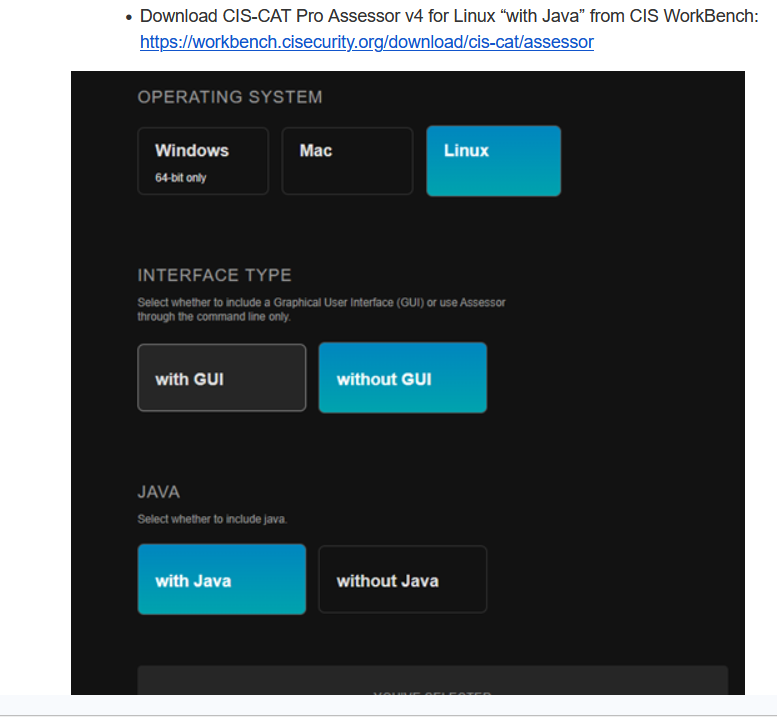 Download CIS-CAT Pro Assessor v4 for Linux “with Java” from CIS WorkBench:
https://workbench.cisecurity.org/download/cis-cat/assessor
OPERATING SYSTEM
Windows
64-bit only
Mac
Linux
INTERFACE TYPE
Select whether to include a Graphical User Interface (GUI) or use Assessor
through the command line only.
with GUI
without GUI
JAVA
Select whether to include java.
with Java
without Java